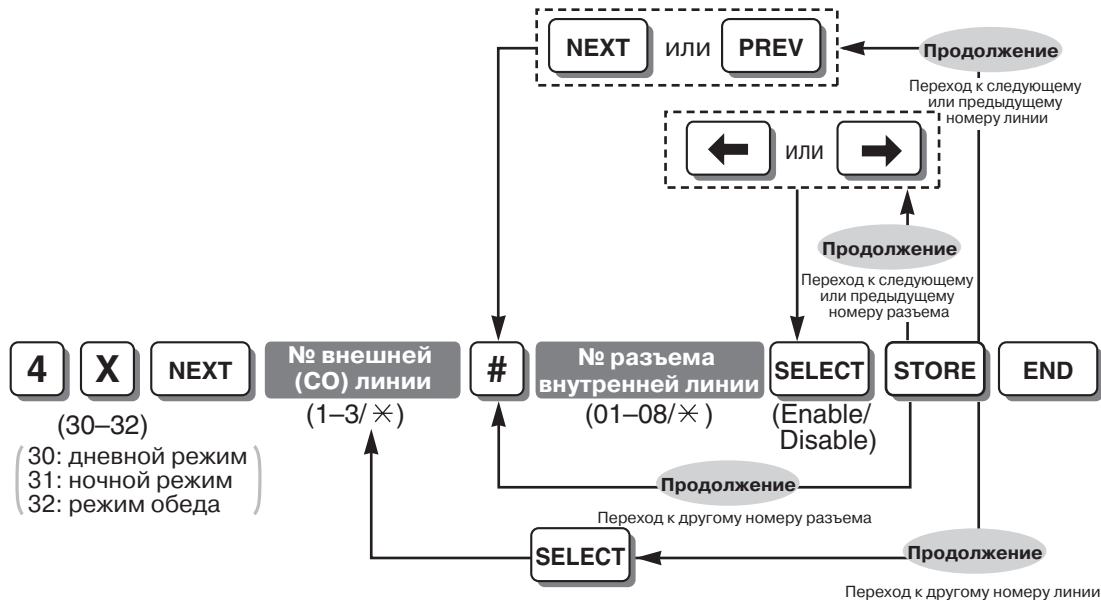 NEXT или PREV
Продолжение
Переход к следующему
или предыдущему
номеру линии
🡄 или 🡆
Продолжение
Переход к следующему
или предыдущему
номеру разъема
4 X NEXT
№ внешней
(CO) линии
#
№ разъема
внутренней линии
SELECT STORE END
(30–32)
(1–3/✳)
(01–08/✳)
(Enable/
Disable)
30: дневной режим
31: ночной режим
32: режим обеда
Продолжение
Переход к другому номеру разъема
SELECT
Продолжение
Переход к другому номеру линии